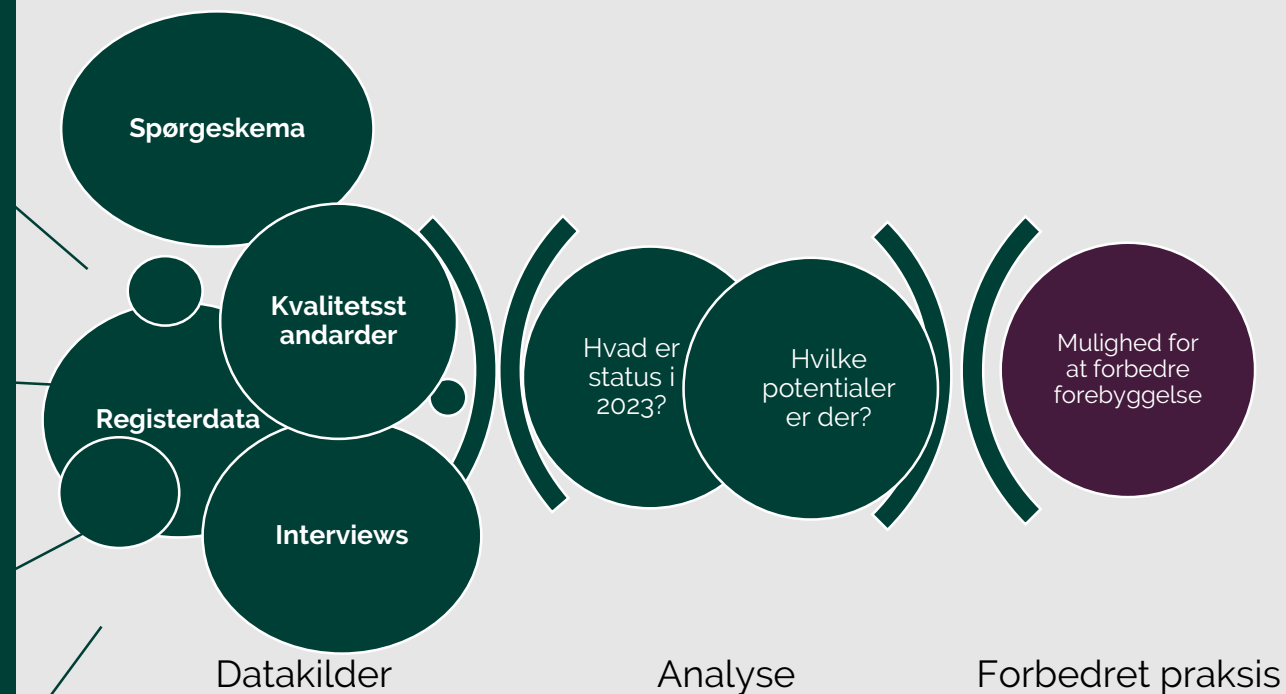 Spørgeskema
Kvalitetsst
andarder
Registerdata
Interviews
Hvad er
status i
2023?
Hvilke
potentialer
er der?
Mulighed for
at forbedre
forebyggelse
Datakilder
Analyse
Forbedret praksis